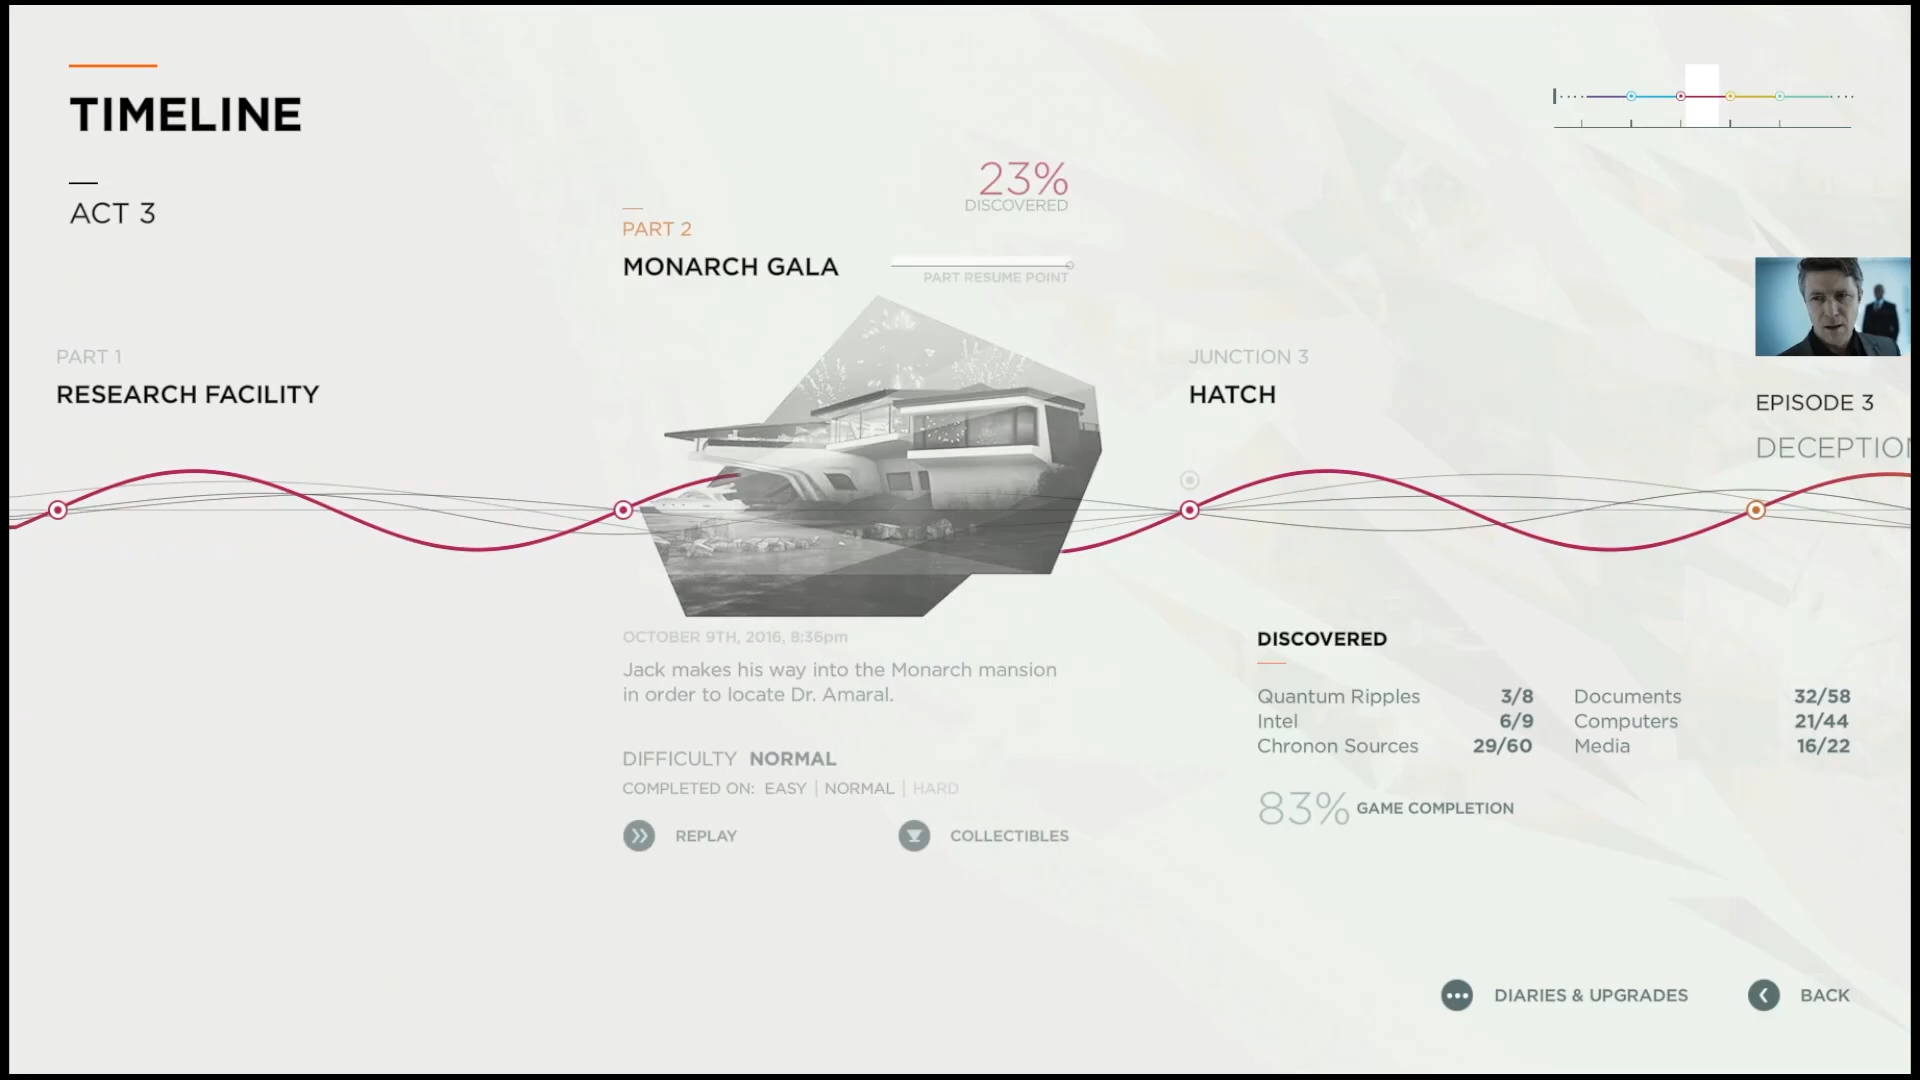 TIMELINE
ACT 3
PART 1
RESEARCH FACILITY
PART 2
MONARCH GALA
23%
DISCOVERED
PART RESUME POINT
JUNCTION 3
HATCH
EPISODE 3
DECEPTION
OCTOBER 9TH, 2016, 8:36pm
Jack makes his way into the Monarch mansion
in order to locate Dr. Amaral.
DIFFICULTY NORMAL
COMPLETED ON: EASY | NORMAL | HARD
REPLAY
COLLECTIBLES
DISCOVERED
Quantum Ripples 3/8
Intel 6/9
Chronon Sources 29/60
Documents 32/58
Computers 21/44
Media 16/22
83% GAME COMPLETION
DIARIES & UPGRADES
BACK